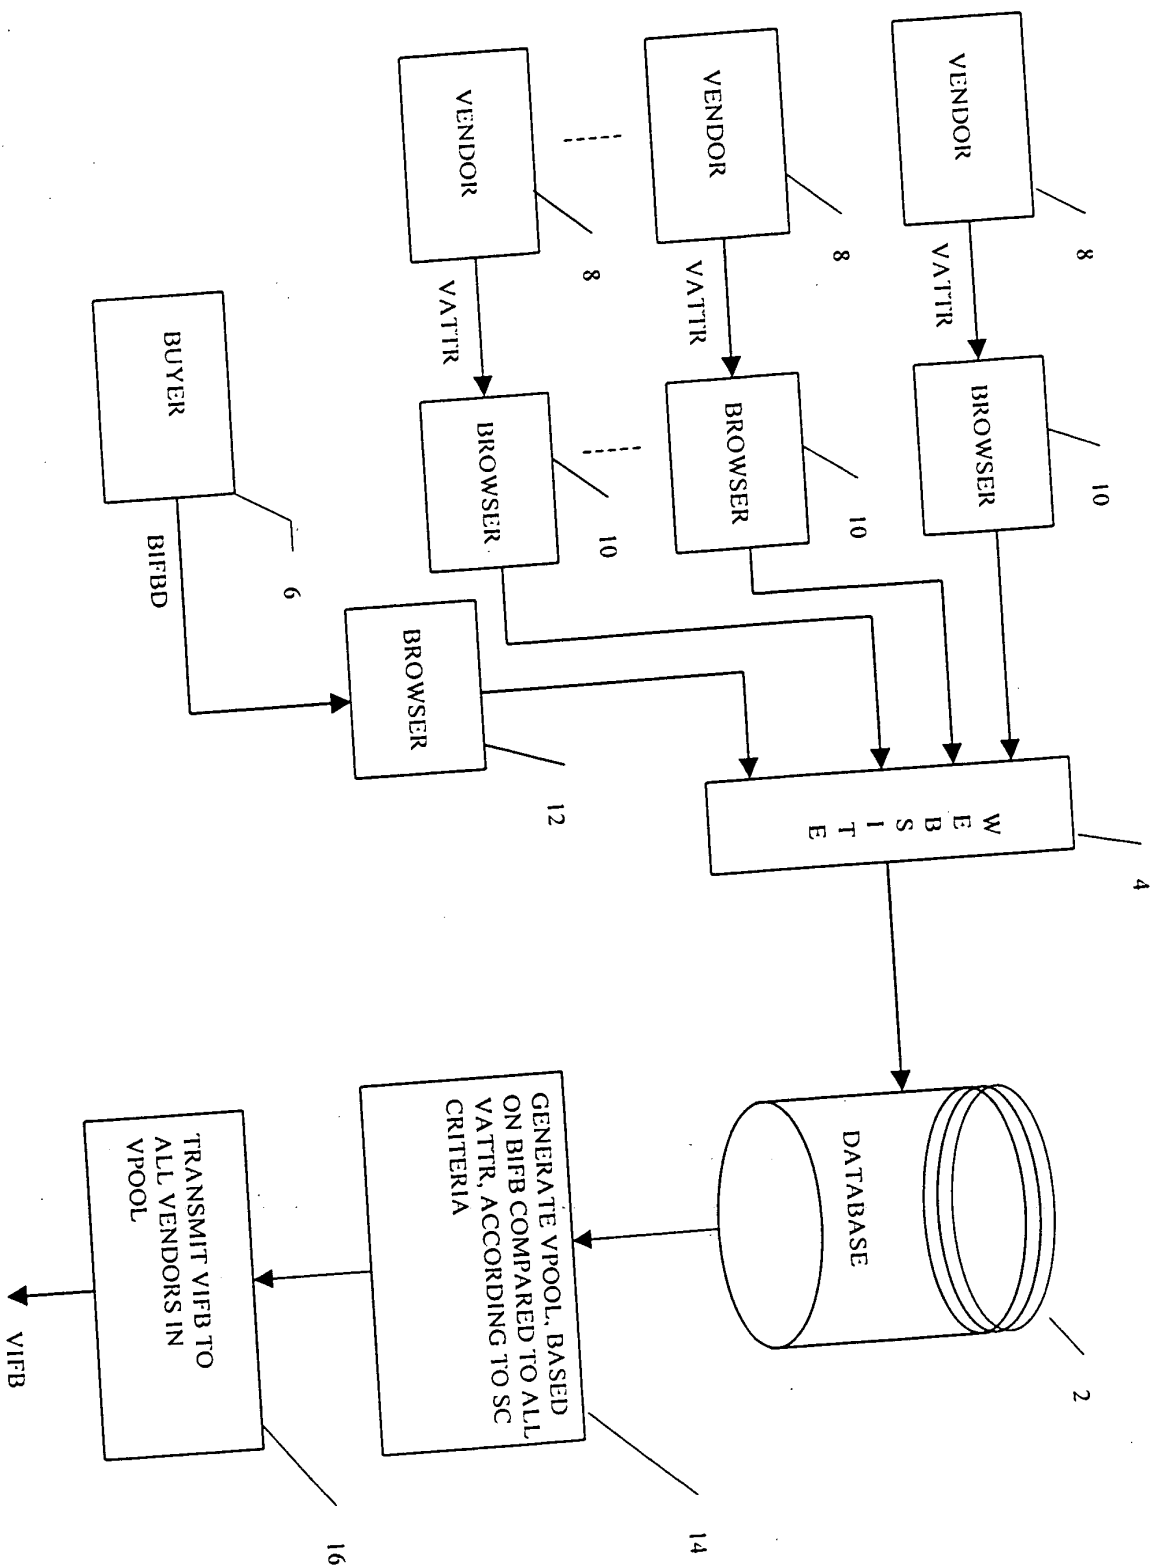 VENDOR
8
VATTR
BROWSER
10
VENDOR
8
VATTR
BROWSER
10
VENDOR
8
VATTR
BROWSER
10
BUYER
6
BIFBD
BROWSER
12
WEBSITE
4
DATABASE
2
GENERATE VPOOL, BASED
ON BIFB COMPARED TO ALL
VATTR, ACCORDING TO SC
CRITERIA
14
TRANSMIT VIFB TO
ALL VENDORS IN
VPOOL
16
VIFB